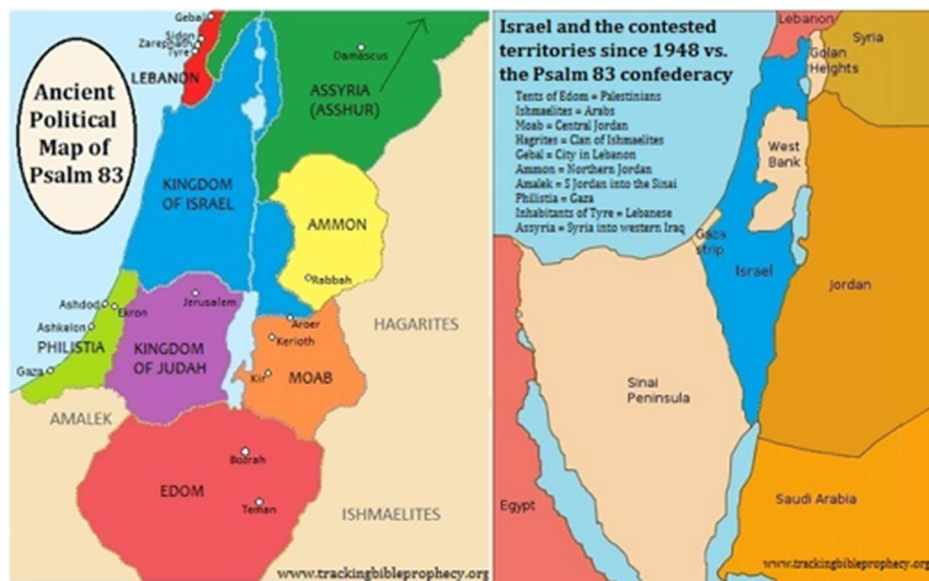 Ancient
Political
Map of
Psalm 83
Gebal
Sidon
Zarephath
Tyre
LEBANON
Damascus
ASSYRIA
(ASSHUR)
KINGDOM
OF ISRAEL
AMMON
Rabbah
Ashdod
Ekron
Jerusalem
Ashkelon
PHILISTIA
Gaza
KINGDOM
OF JUDAH
Aroer
Kerioth
Kir
MOAB
HAGARITES
AMALEK
Bozrah
EDOM
Teman
ISHMAELITES
www.trackingbibleprophecy.org
Israel and the contested
territories since 1948 vs.
the Psalm 83 confederacy
Tents of Edom = Palestinians
Ishmaelites = Arabs
Moab = Central Jordan
Hagrites = Clan of Ishmaelites
Gebal = City in Lebanon
Ammon = Northern Jordan
Amalek = S Jordan into the Sinai
Philistia = Gaza
Inhabitants of Tyre = Lebanese
Assyria = Syria into western Iraq
Lebanon
Syria
Golan
Heights
West
Bank
Gaza
strip
Israel
Jordan
Sinai
Peninsula
Egypt
Saudi Arabia
www.trackingbibleprophecy.org